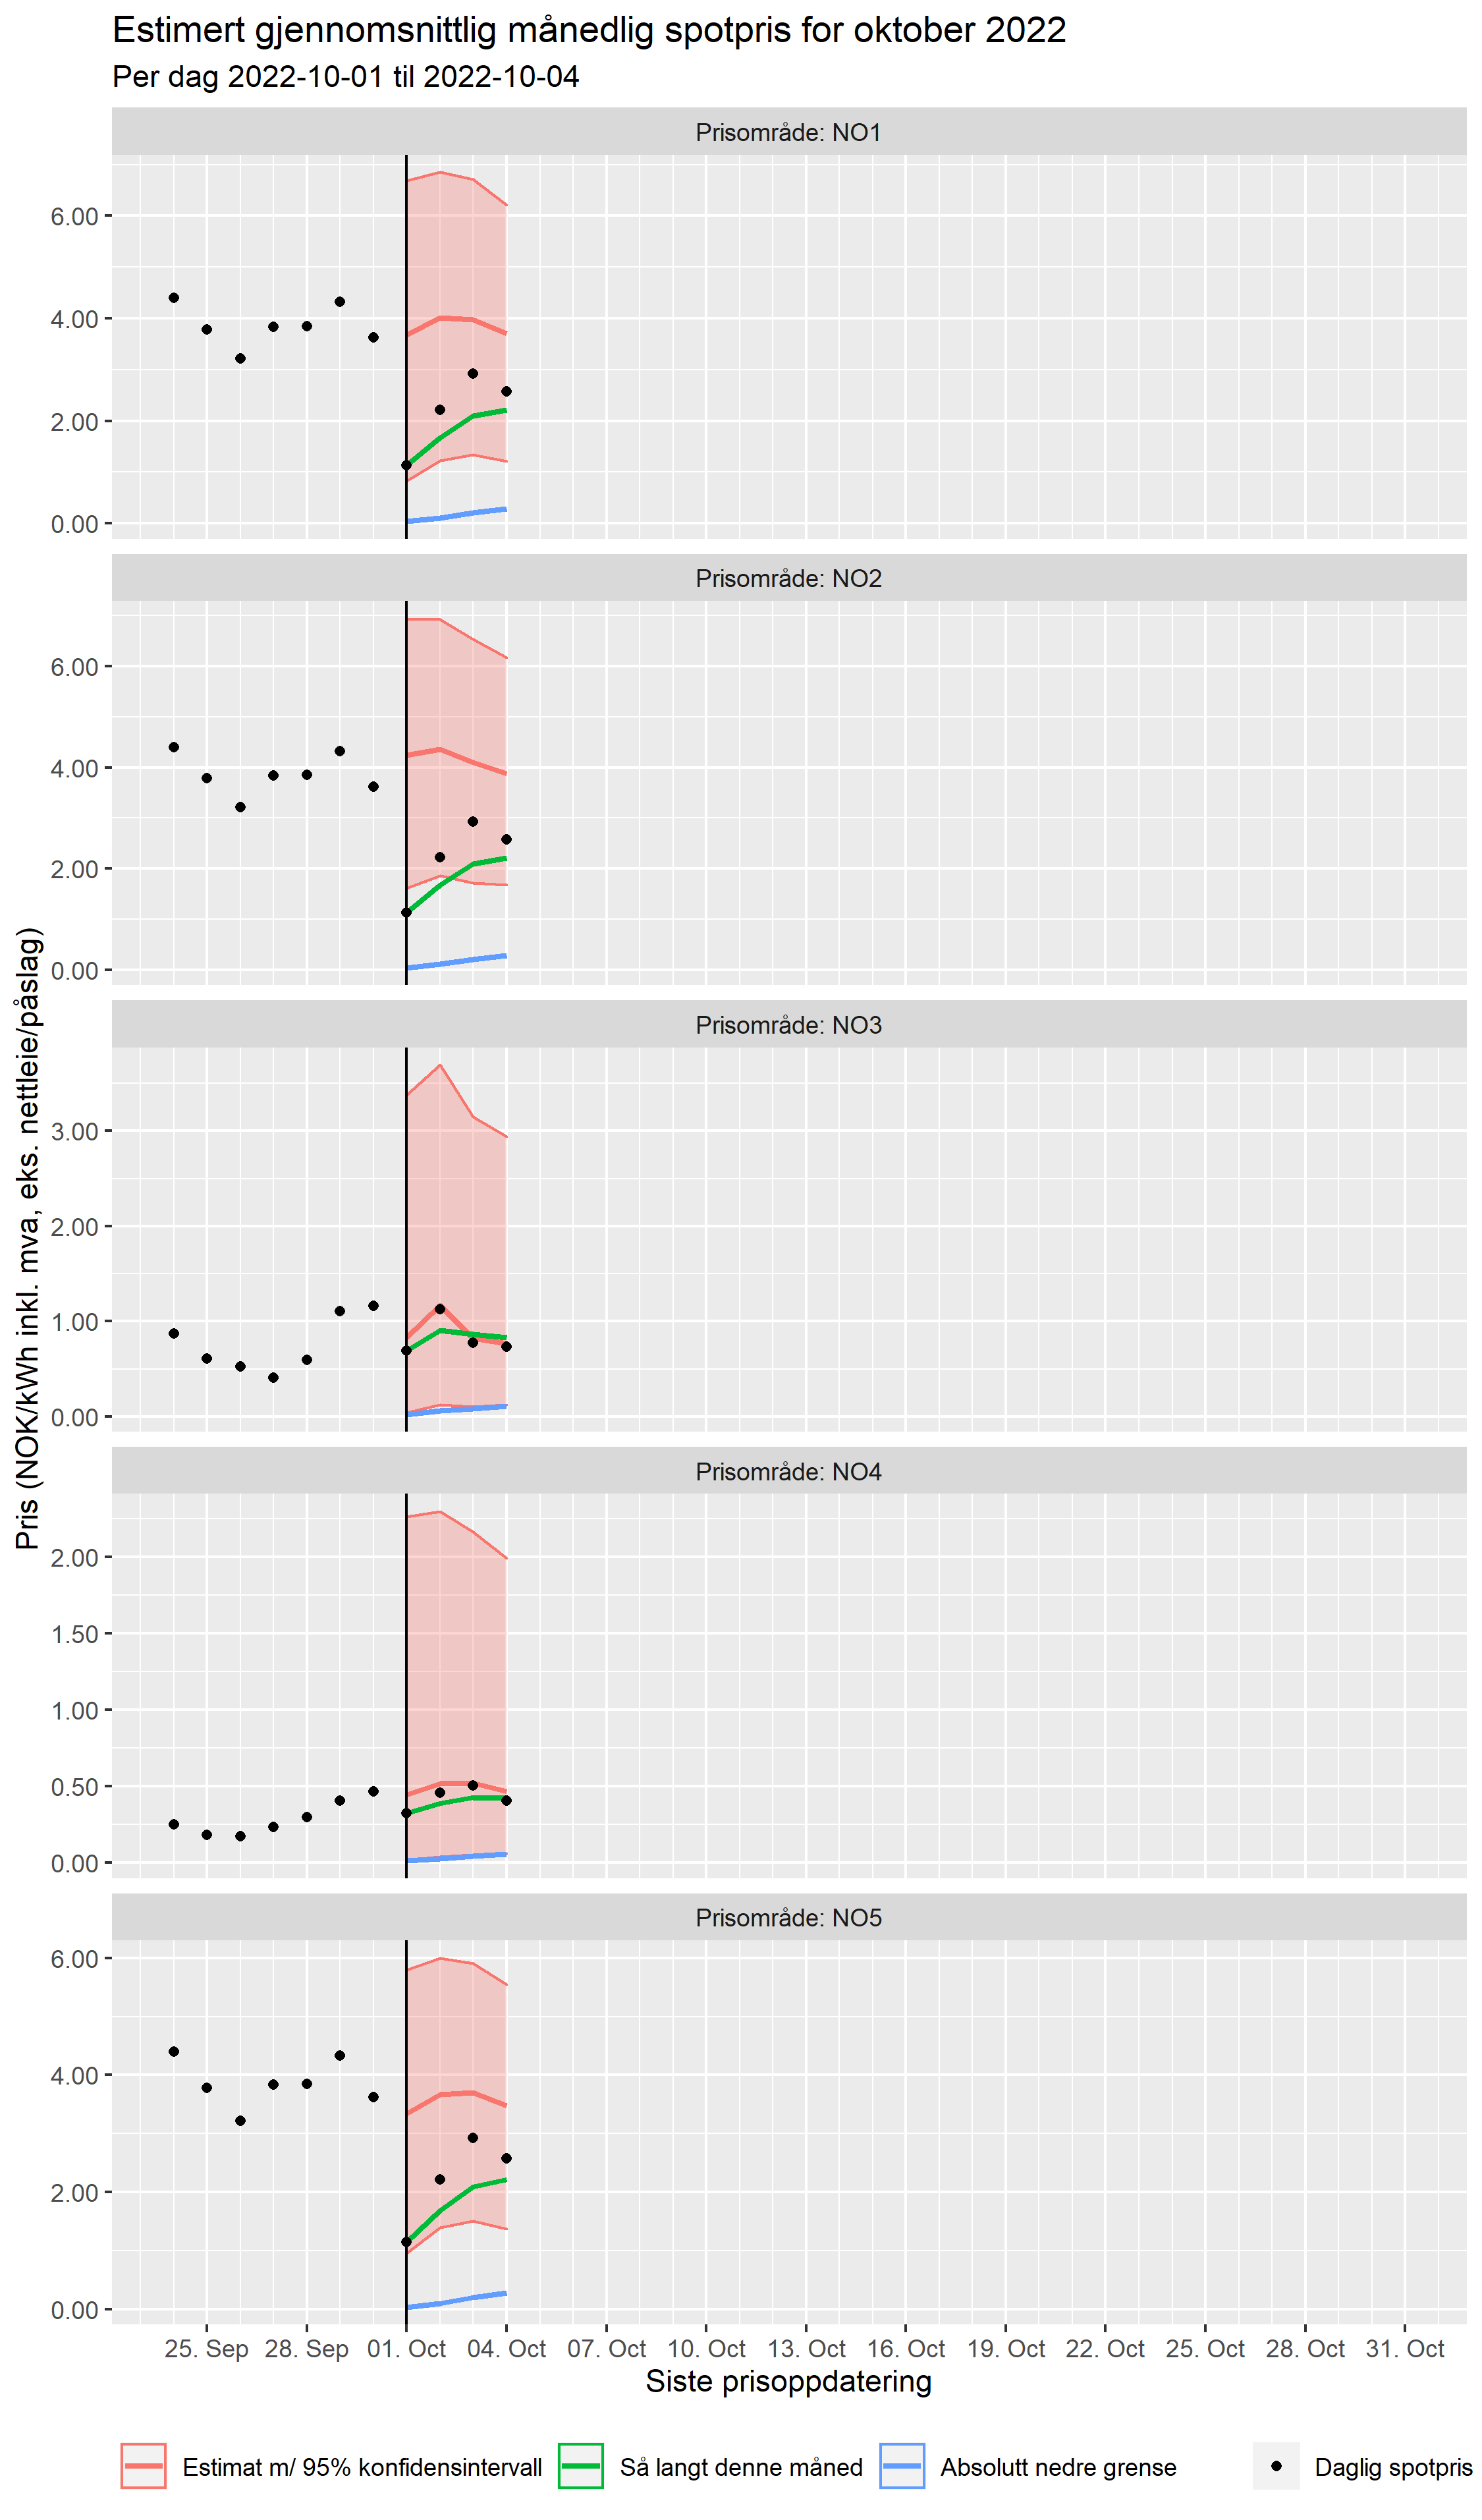 Estimert gjennomsnittlig månedlig spotpris for oktober 2022
Per dag 2022-10-01 til 2022-10-04
Pris (NOK/kWh inkl. mva, eks. nettleie/påslag)
Prisområde: NO1
6.00
4.00
2.00
0.00
Prisområde: NO2
6.00
4.00
2.00
0.00
Prisområde: NO3
3.00
2.00
1.00
0.00
Prisområde: NO4
2.00
1.50
1.00
0.50
0.00
Prisområde: NO5
6.00
4.00
2.00
0.00
25. Sep 28. Sep 01. Oct 04. Oct 07. Oct 10. Oct 13. Oct 16. Oct 19. Oct 22. Oct 25. Oct 28. Oct 31. Oct
Siste prisoppdatering
Estimat m/ 95% konfidensintervall Så langt denne måned Absolutt nedre grense Daglig spotpris